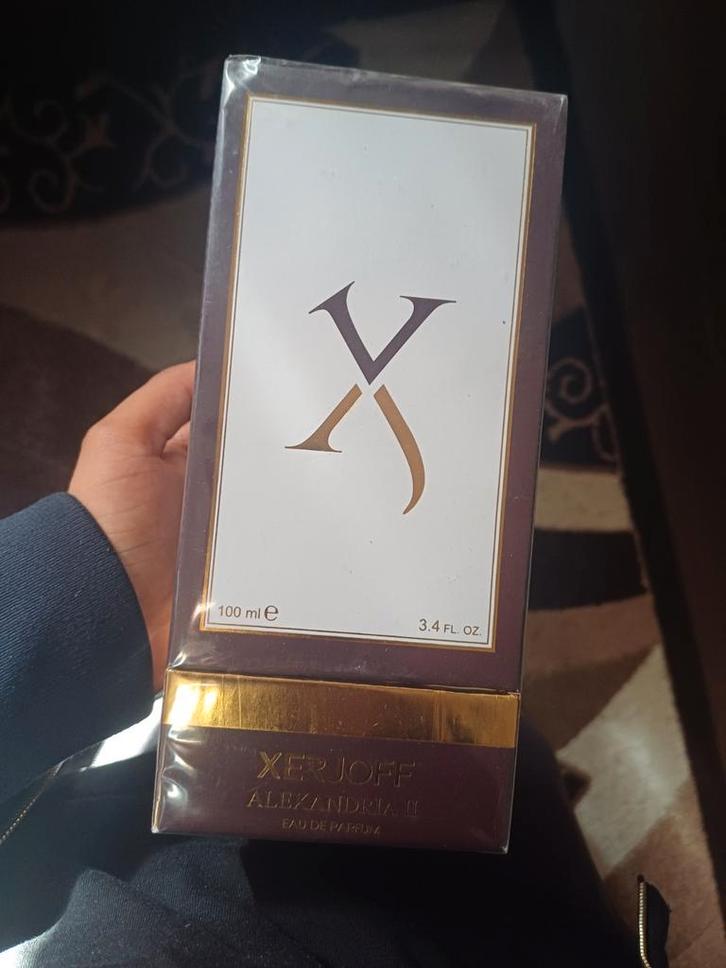 X
100 ml e
3.4 FL. OZ.
XERJOFF
ALEXANDRIA II
EAU DE PARFUM